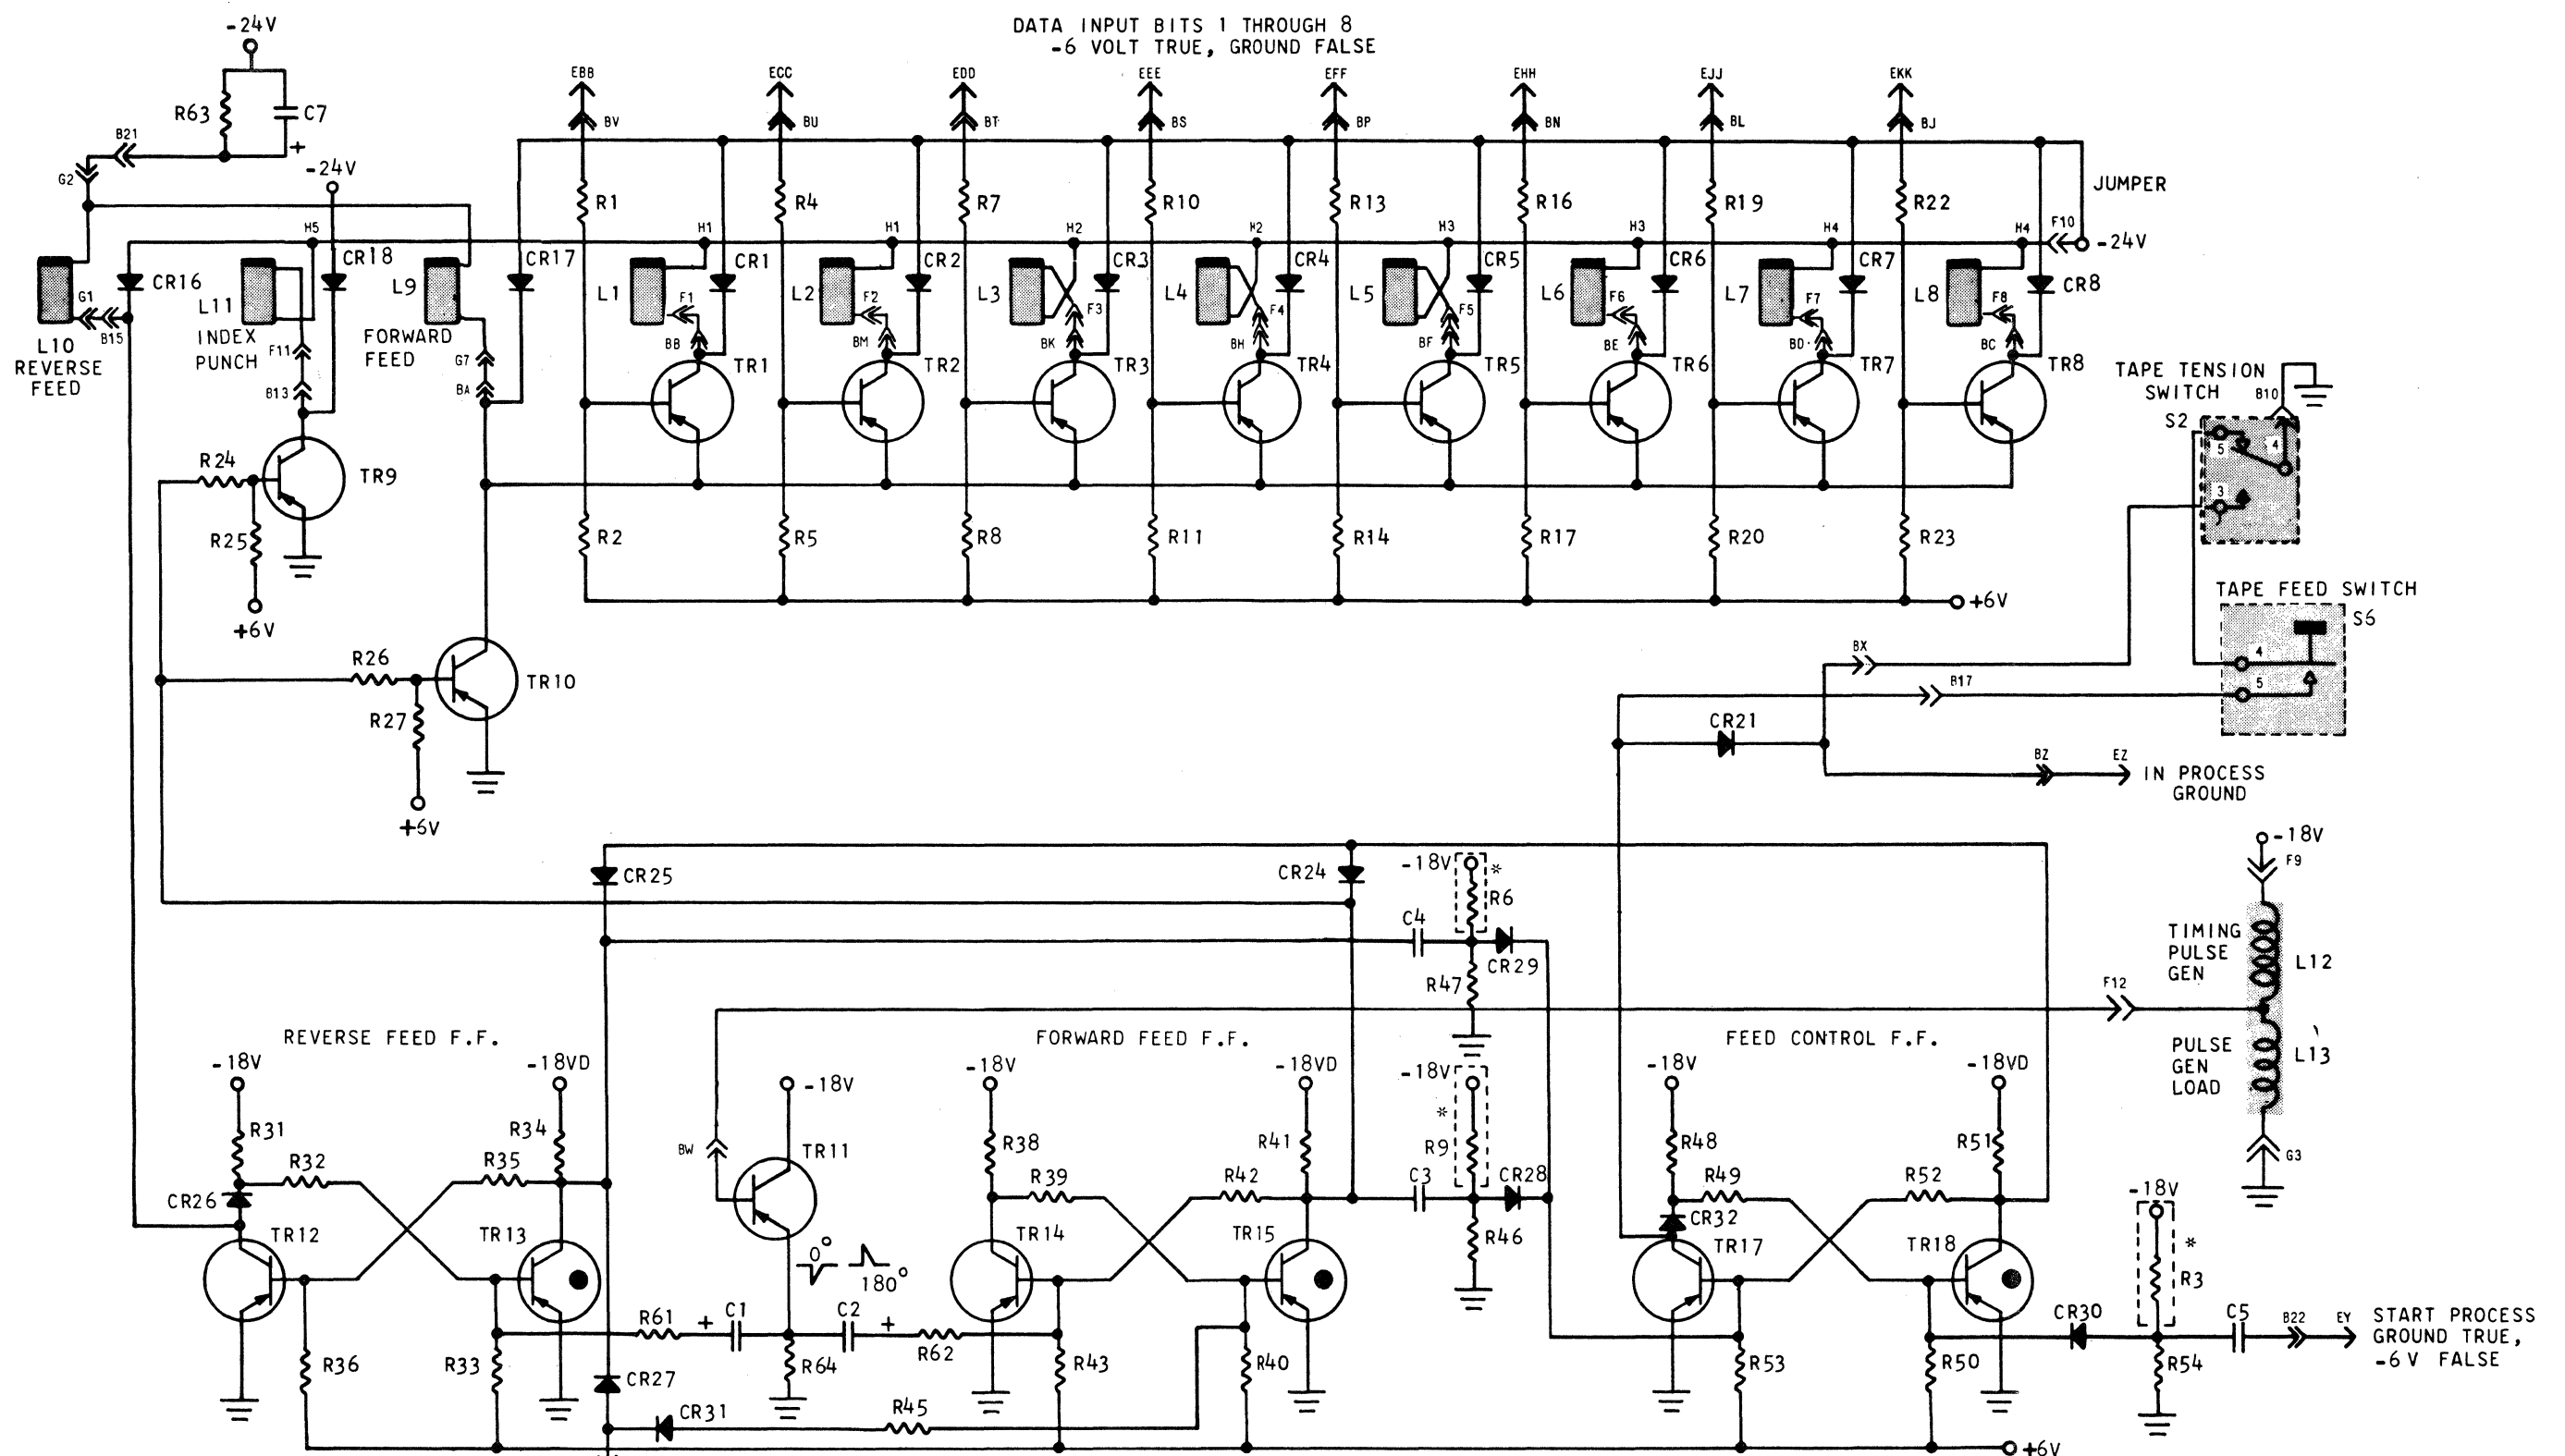 DATA INPUT BITS 1 THROUGH 8
-6 VOLT TRUE, GROUND FALSE
-24V
R63
C7
+
B21
G2
-24V
EBB
ECC
EDD
EEE
EFF
EHH
EJJ
EKK
BV
BU
BT
BS
BP
BN
BL
BJ
R1
R4
R7
R10
R13
R16
R19
R22
JUMPER
F10
-24V
H5
H1
H1
H2
H2
H3
H3
H4
H4
CR16
CR18
CR17
CR1
CR2
CR3
CR4
CR5
CR6
CR7
CR8
G1
B15
L10
REVERSE
FEED
L11
INDEX
PUNCH
F11
B13
L9
FORWARD
FEED
G7
BA
L1
L2
L3
L4
L5
L6
L7
L8
F1
F2
F3
F4
F5
F6
F7
F8
BB
BM
BK
BH
BF
BE
BD
BC
TR1
TR2
TR3
TR4
TR5
TR6
TR7
TR8
TAPE TENSION
SWITCH
B10
S2
5
4
3
R24
TR9
R25
+6V
R2
R5
R8
R11
R14
R17
R20
R23
+6V
TAPE FEED SWITCH
S6
4
5
R26
TR10
R27
+6V
BX
B17
CR21
BZ
EZ
IN PROCESS
GROUND
CR25
CR24
-18V
*
R6
C4
CR29
R47
-18V
F9
TIMING
PULSE
GEN
L12
F12
PULSE
GEN
LOAD
L13
G3
REVERSE FEED F.F.
FORWARD FEED F.F.
FEED CONTROL F.F.
-18V
-18VD
-18V
-18V
-18VD
-18V
-18V
-18VD
R31
R34
R32
R35
CR26
TR12
TR13
BW
TR11
R38
R41
R39
R42
TR14
TR15
*
R9
C3
CR28
R46
R48
R51
R49
R52
CR32
TR17
TR18
-18V
*
R3
0°
180°
R36
R33
R61
+
C1
C2
+
R62
R64
R43
R40
R53
R50
CR30
C5
R54
B22
EY
START PROCESS
GROUND TRUE,
-6V FALSE
CR27
CR31
R45
+6V